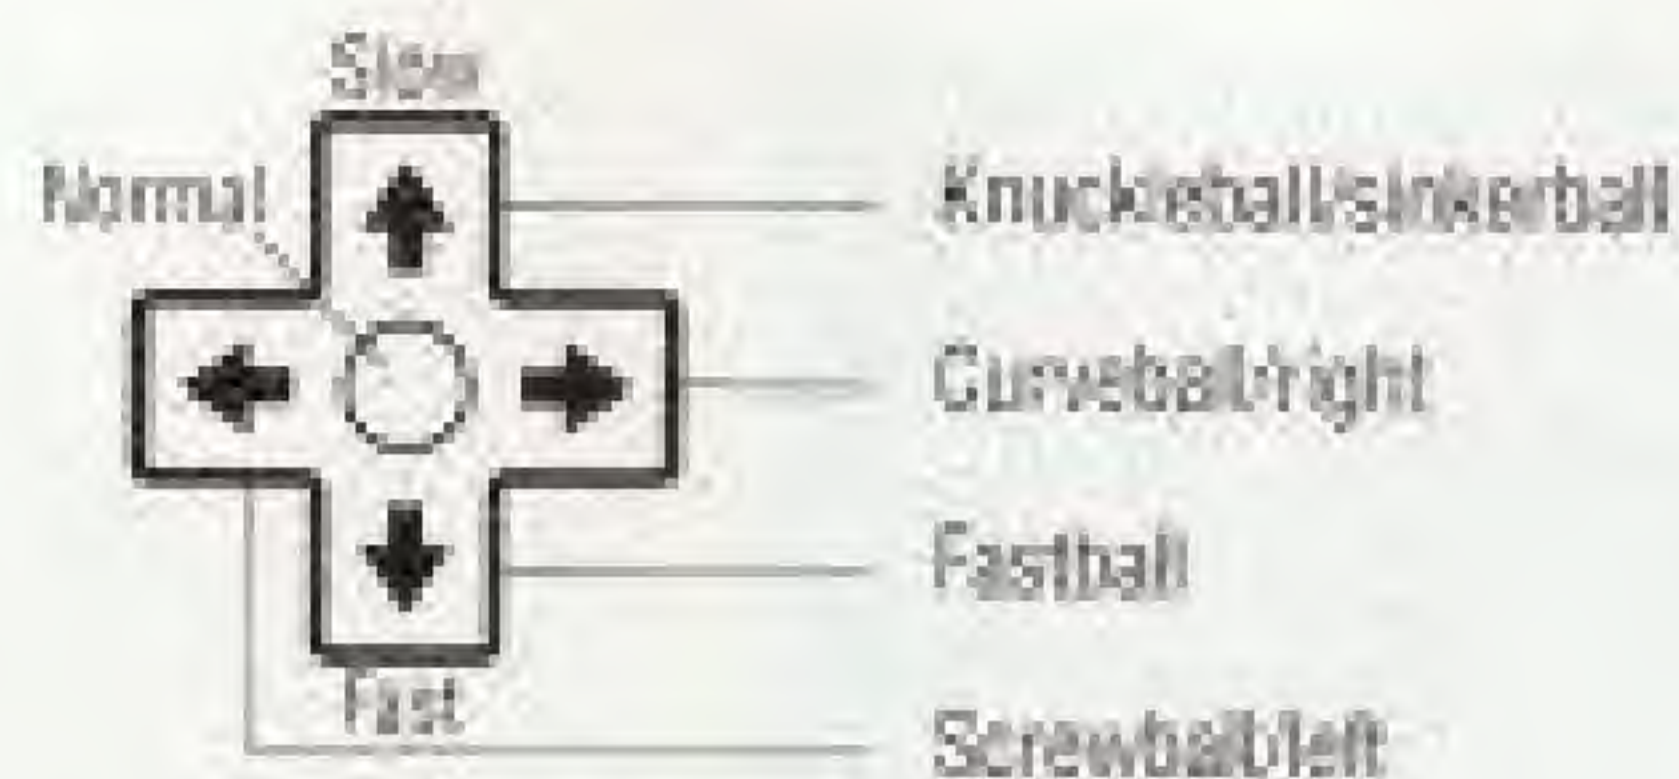 Slow
Normal
Knuckleball/sinkerball
Curveball/right
Fastball
Fast
Screwball/left